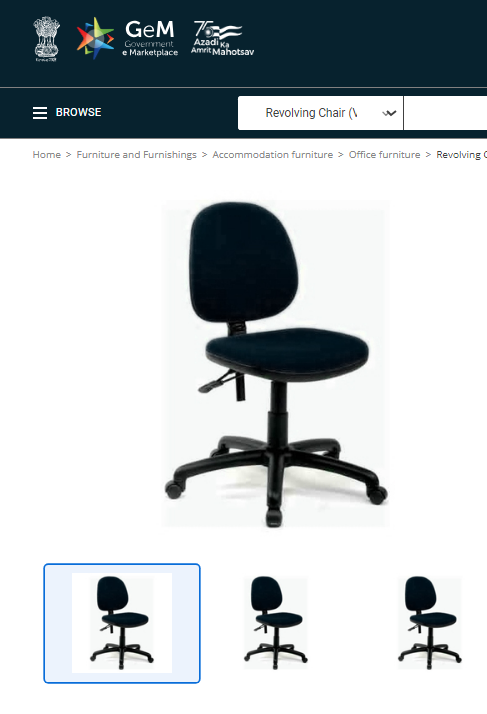 GeM
Government
e Marketplace
75
Azadi Ka
Amrit Mahotsav
BROWSE
Revolving Chair (V
Home > Furniture and Furnishings > Accommodation furniture > Office furniture > Revolving C